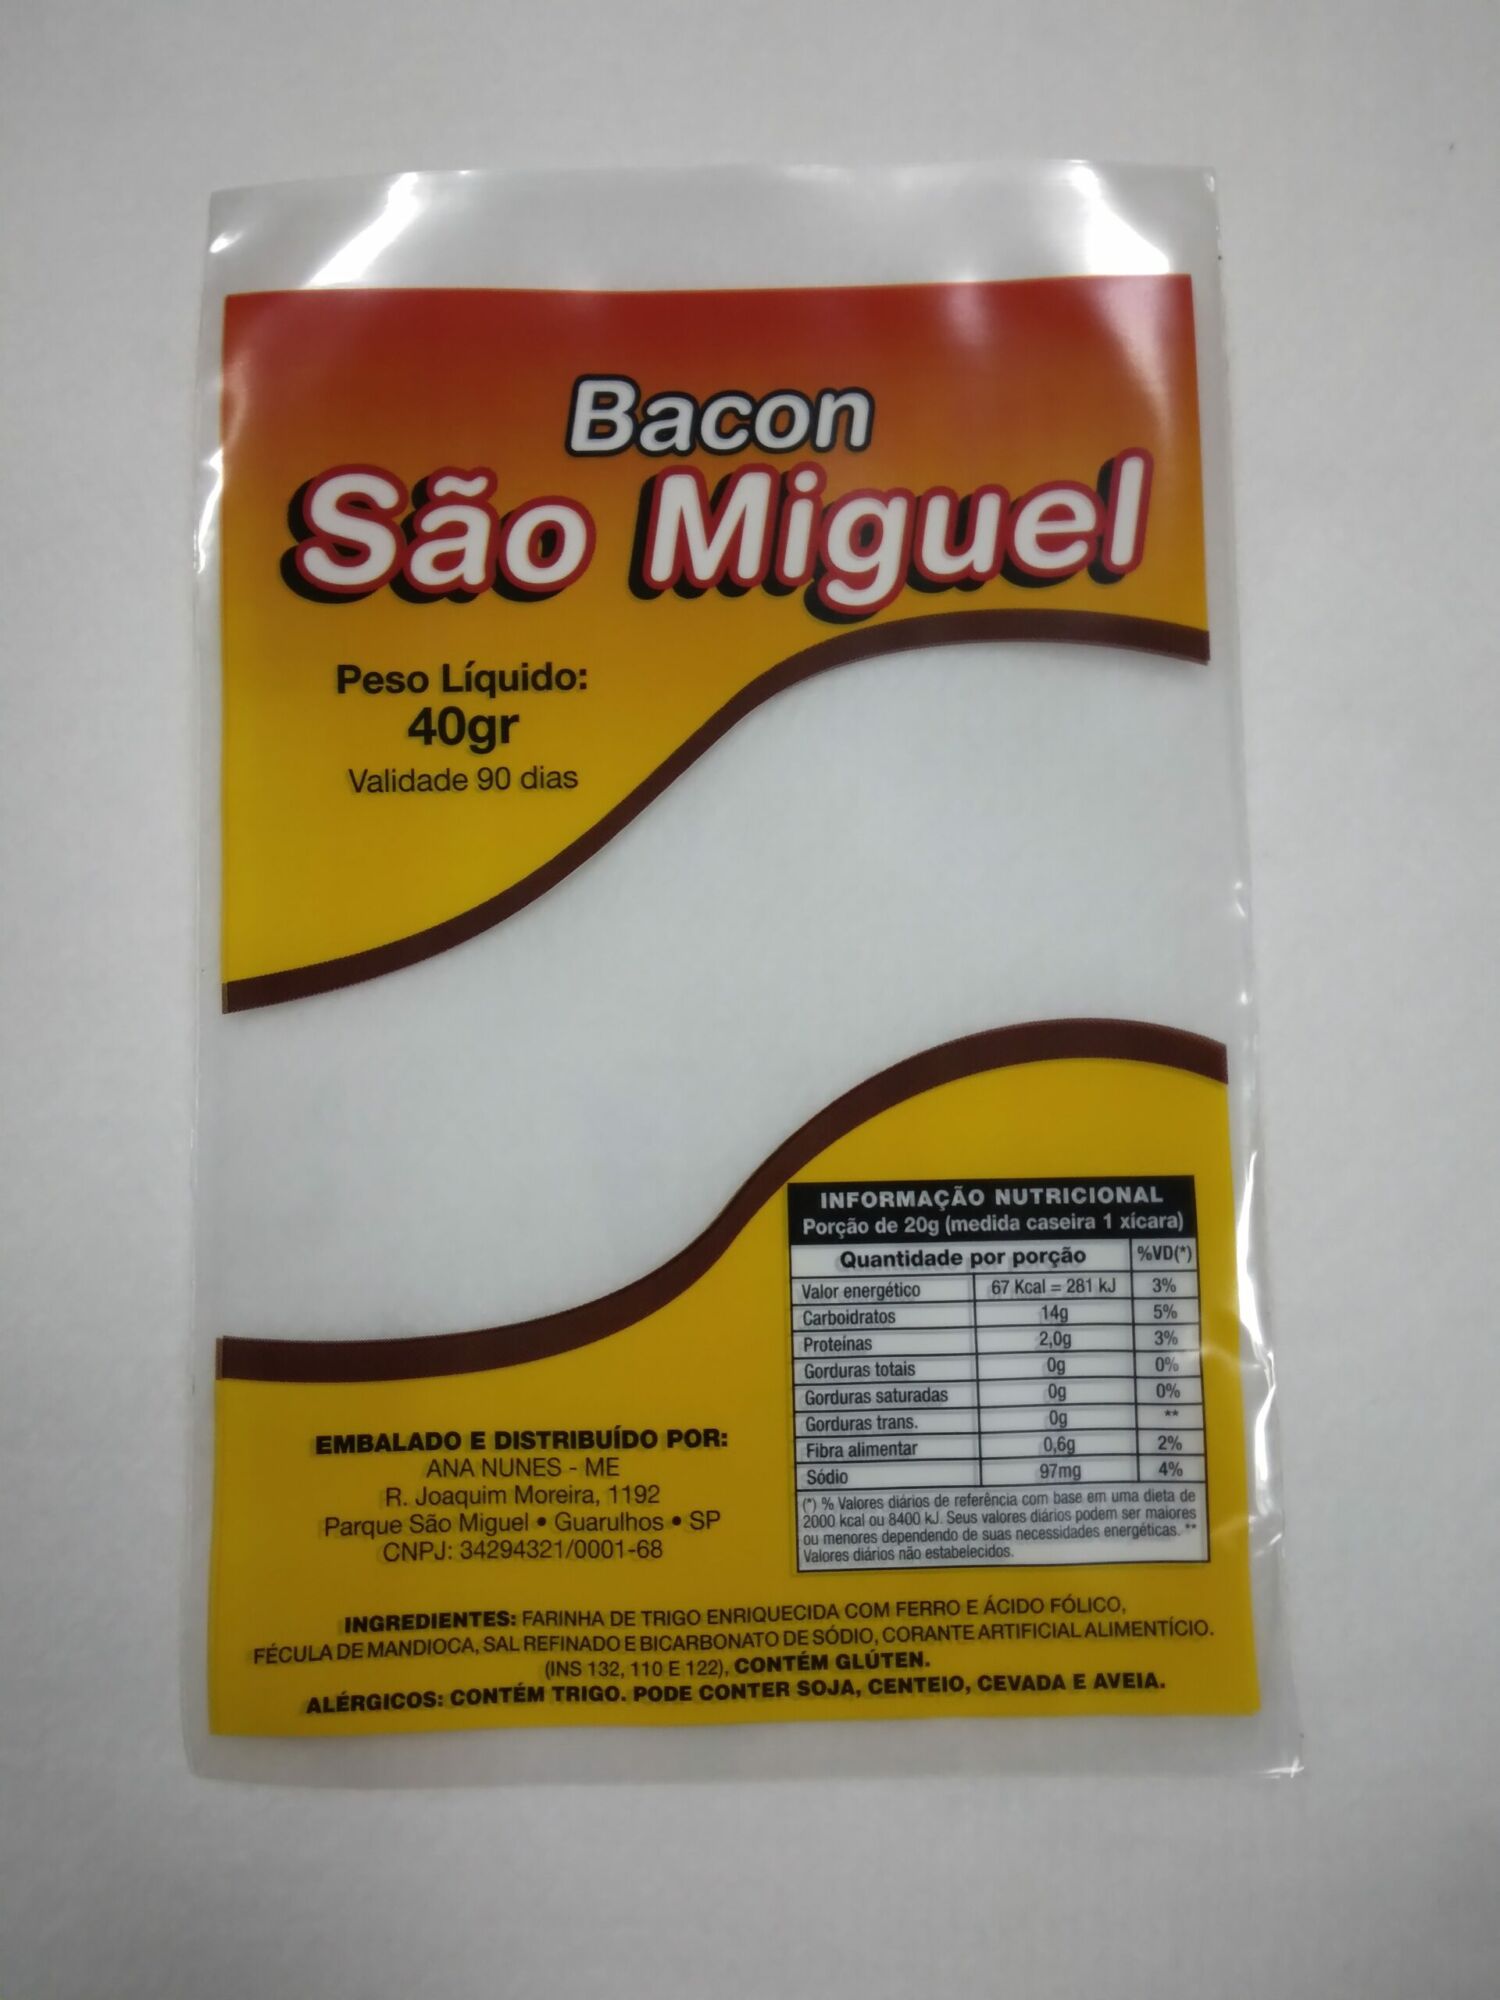 Bacon
São Miguel
Peso Líquido:
40gr
Validade 90 dias
INFORMAÇÃO NUTRICIONAL
Porção de 20g (medida caseira 1 xícara)
Quantidade por porção %VD(*)
Valor energético 67 Kcal = 281 kJ 3%
Carboidratos 14g 5%
Proteínas 2,0g 3%
Gorduras totais 0g 0%
Gorduras saturadas 0g 0%
Gorduras trans. 0g **
Fibra alimentar 0,6g 2%
Sódio 97mg 4%
(*) % Valores diários de referência com base em uma dieta de
2000 kcal ou 8400 kJ. Seus valores diários podem ser maiores
ou menores dependendo de suas necessidades energéticas. **
Valores diários não estabelecidos.
EMBALADO E DISTRIBUÍDO POR:
ANA NUNES - ME
R. Joaquim Moreira, 1192
Parque São Miguel • Guarulhos • SP
CNPJ: 34294321/0001-68
INGREDIENTES: FARINHA DE TRIGO ENRIQUECIDA COM FERRO E ÁCIDO FÓLICO,
FÉCULA DE MANDIOCA, SAL REFINADO E BICARBONATO DE SÓDIO, CORANTE ARTIFICIAL ALIMENTÍCIO.
(INS 132, 110 E 122), CONTÉM GLÚTEN.
ALÉRGICOS: CONTÉM TRIGO. PODE CONTER SOJA, CENTEIO, CEVADA E AVEIA.